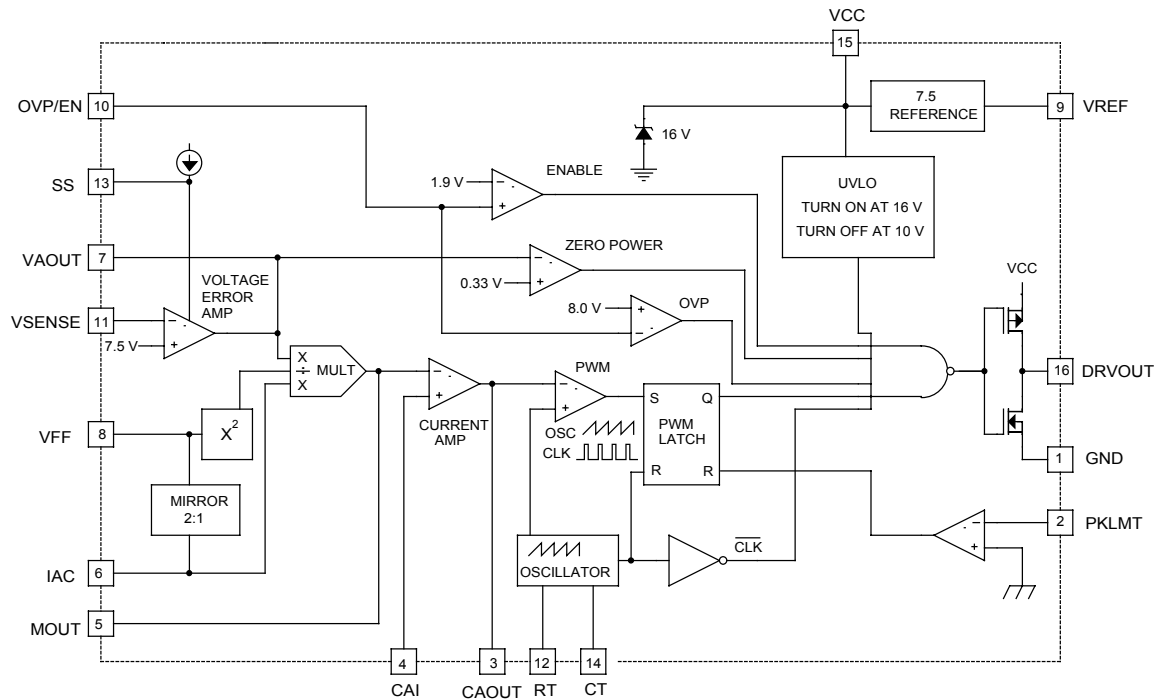 VCC
15
OVP/EN
10
7.5
REFERENCE
9
VREF
16 V
SS
13
1.9 V
ENABLE
UVLO
TURN ON AT 16 V
TURN OFF AT 10 V
VAOUT
7
ZERO POWER
0.33 V
VOLTAGE
ERROR
AMP
VCC
8.0 V
OVP
VSENSE
11
7.5 V
X
÷
X
MULT
PWM
16
DRVOUT
CURRENT
AMP
S
Q
PWM
LATCH
R
R
OSC
CLK
VFF
8
X2
1
GND
MIRROR
2:1
2
PKLMT
OSCILLATOR
CLK
IAC
6
MOUT
5
4
3
12
14
CAI
CAOUT
RT
CT